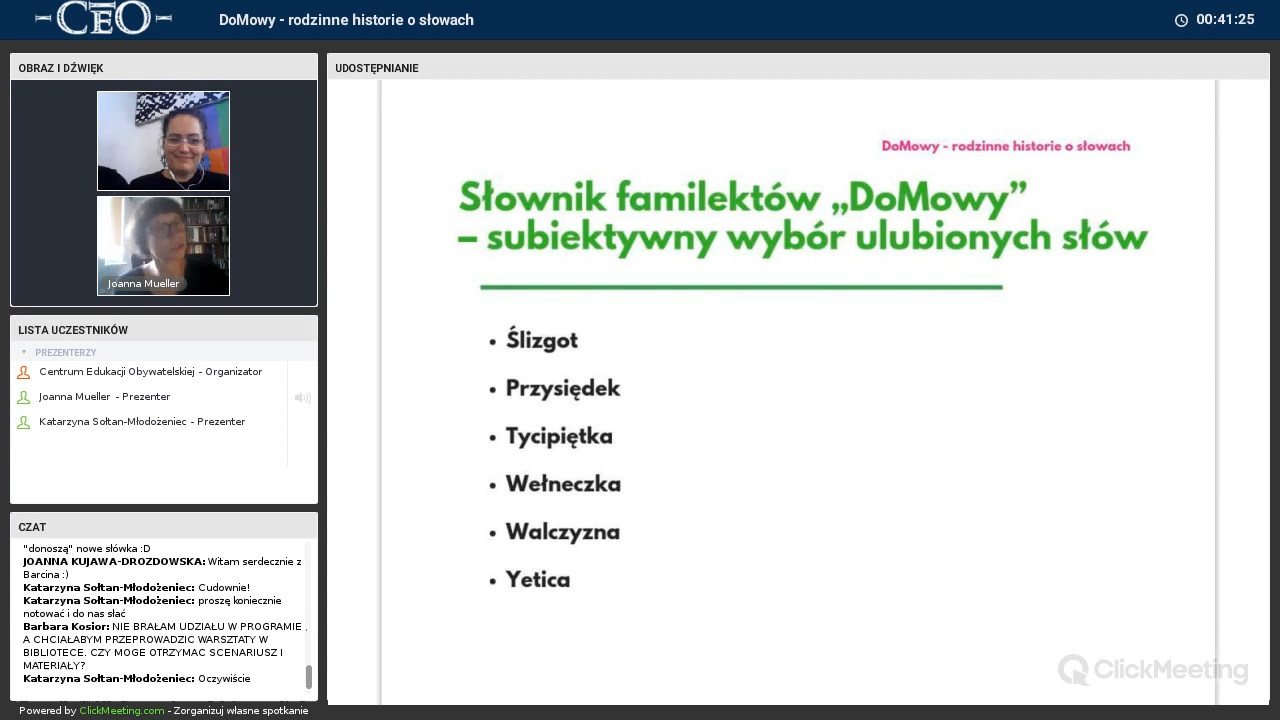 CEO
DoMowy - rodzinne historie o słowach
00:41:25
OBRAZ I DŹWIĘK
Joanna Mueller
LISTA UCZESTNIKÓW
PREZENTERZY
Centrum Edukacji Obywatelskiej - Organizator
Joanna Mueller - Prezenter
Katarzyna Sołtan-Młodożeniec - Prezenter
CZAT
"donoszą" nowe słówka :D
JOANNA KUJAWA-DROZDOWSKA: Witam serdecznie z
Barcina :)
Katarzyna Sołtan-Młodożeniec: Cudownie!
Katarzyna Sołtan-Młodożeniec: proszę koniecznie
notować i do nas słać
Barbara Kosior: NIE BRAŁAM UDZIAŁU W PROGRAMIE ,
A CHCIAŁABYM PRZEPROWADZIC WARSZTATY W
BIBLIOTECE. CZY MOGE OTRZYMAC SCENARIUSZ I
MATERIAŁY?
Katarzyna Sołtan-Młodożeniec: Oczywiście
Powered by ClickMeeting.com - Zorganizuj własne spotkanie
UDOSTĘPNIANIE
DoMowy - rodzinne historie o słowach
Słownik familektów „DoMowy”
– subiektywny wybór ulubionych słów
• Ślizgot
• Przysiędek
• Tycipiętka
• Wełneczka
• Walczyzna
• Yetica
ClickMeeting